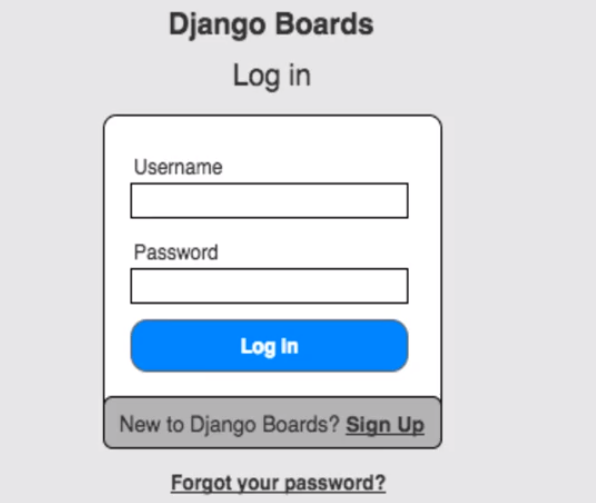 Django Boards
Log in
Username
Password
Log In
New to Django Boards? Sign Up
Forgot your password?